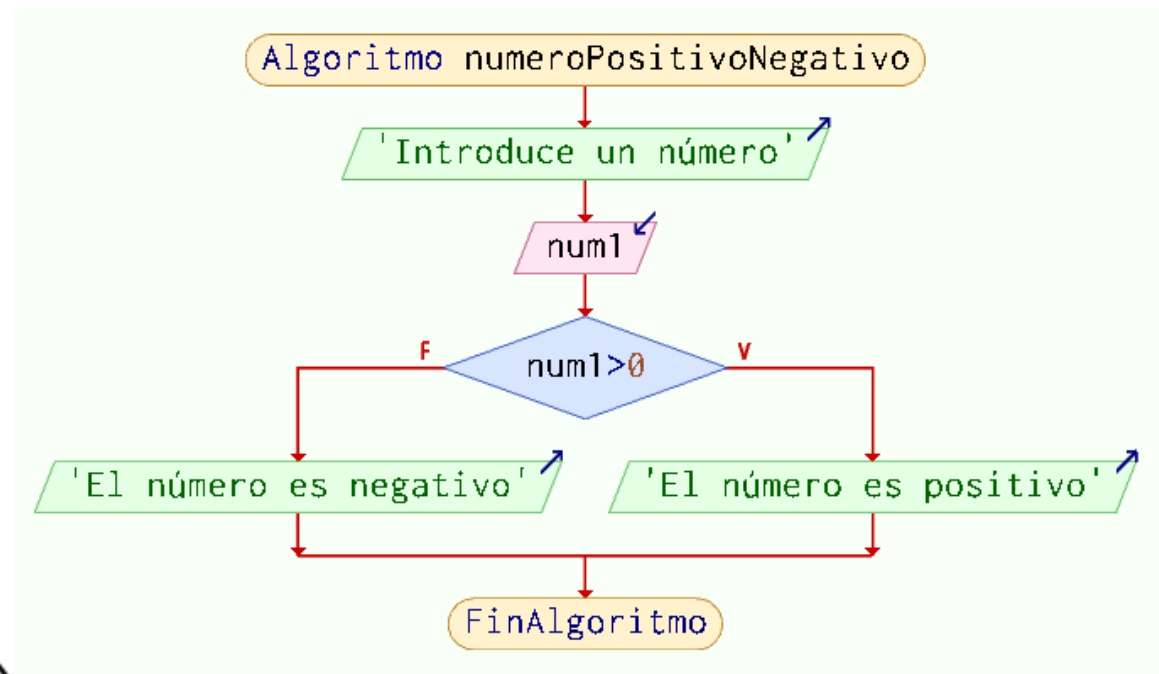 Algoritmo numeroPositivoNegativo
'Introduce un número'
num1
F
num1>0
V
'El número es negativo'
'El número es positivo'
FinAlgoritmo